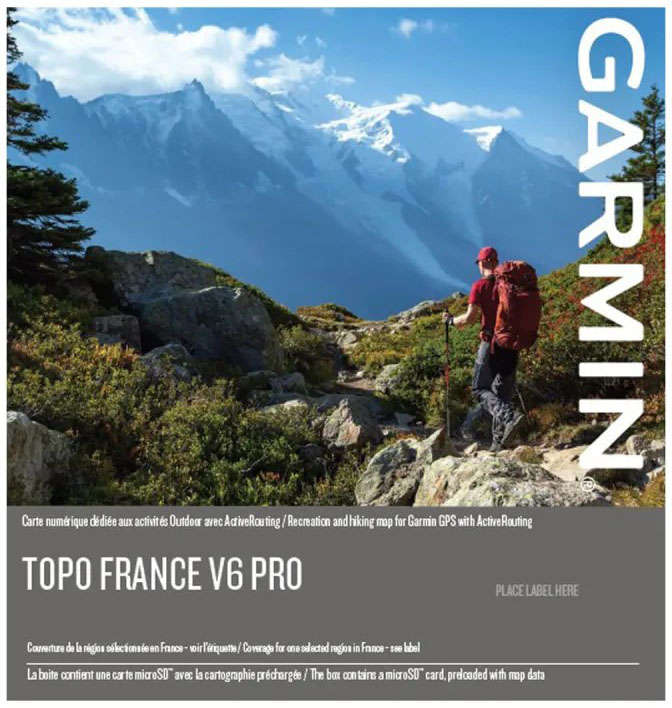 GARMIN®
Carte numérique dédiée aux activités Outdoor avec ActiveRouting / Recreation and hiking map for Garmin GPS with ActiveRouting
TOPO FRANCE V6 PRO
PLACE LABEL HERE
Couverture de la région sélectionnée en France - voir l'étiquette / Coverage for one selected region in France - see label
La boite contient une carte microSD™ avec la cartographie préchargée / The box contains a microSD™ card, preloaded with map data